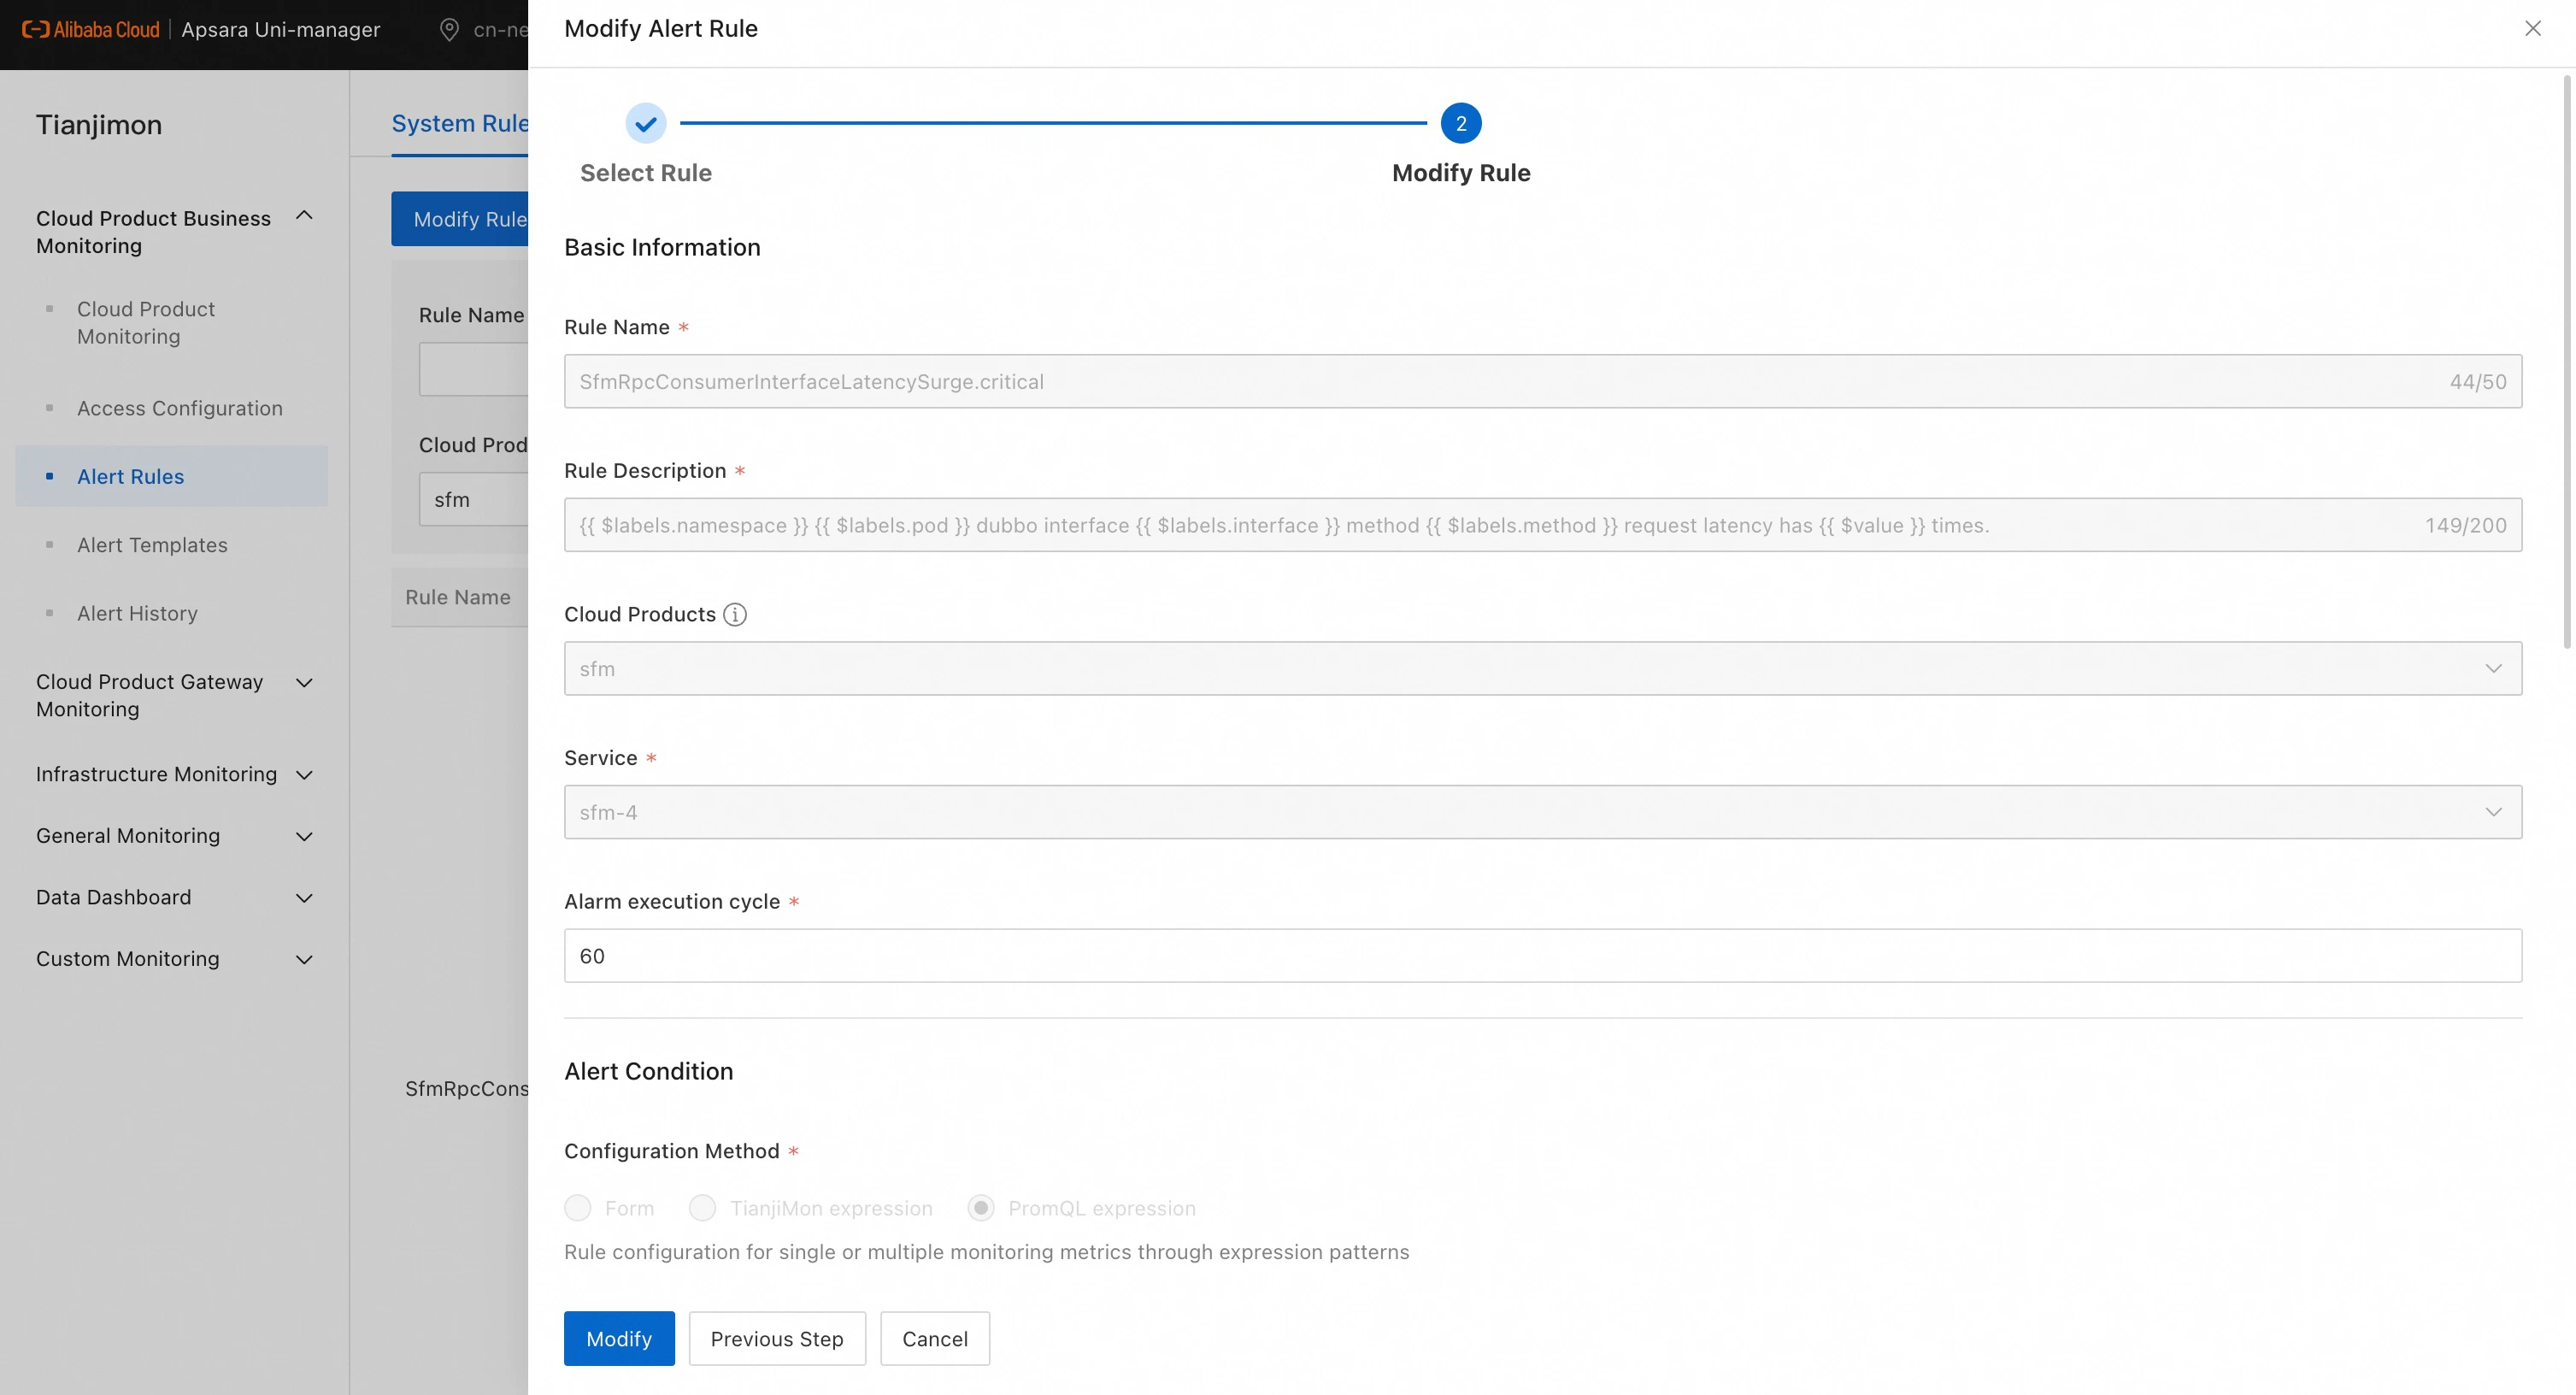 Alibaba Cloud | Apsara Uni-manager
cn-ne
Tianjimon
Cloud Product Business
Monitoring
Cloud Product
Monitoring
Access Configuration
Alert Rules
Alert Templates
Alert History
Cloud Product Gateway
Monitoring
Infrastructure Monitoring
General Monitoring
Data Dashboard
Custom Monitoring
System Rule
Modify Rule
Rule Name
Cloud Prod
sfm
Rule Name
SfmRpcCons
Modify Alert Rule
2
Select Rule
Modify Rule
Basic Information
Rule Name *
SfmRpcConsumerInterfaceLatencySurge.critical 44/50
Rule Description *
{{ $labels.namespace }} {{ $labels.pod }} dubbo interface {{ $labels.interface }} method {{ $labels.method }} request latency has {{ $value }} times. 149/200
Cloud Products
sfm
Service *
sfm-4
Alarm execution cycle *
60
Alert Condition
Configuration Method *
Form TianjiMon expression PromQL expression
Rule configuration for single or multiple monitoring metrics through expression patterns
Modify Previous Step Cancel